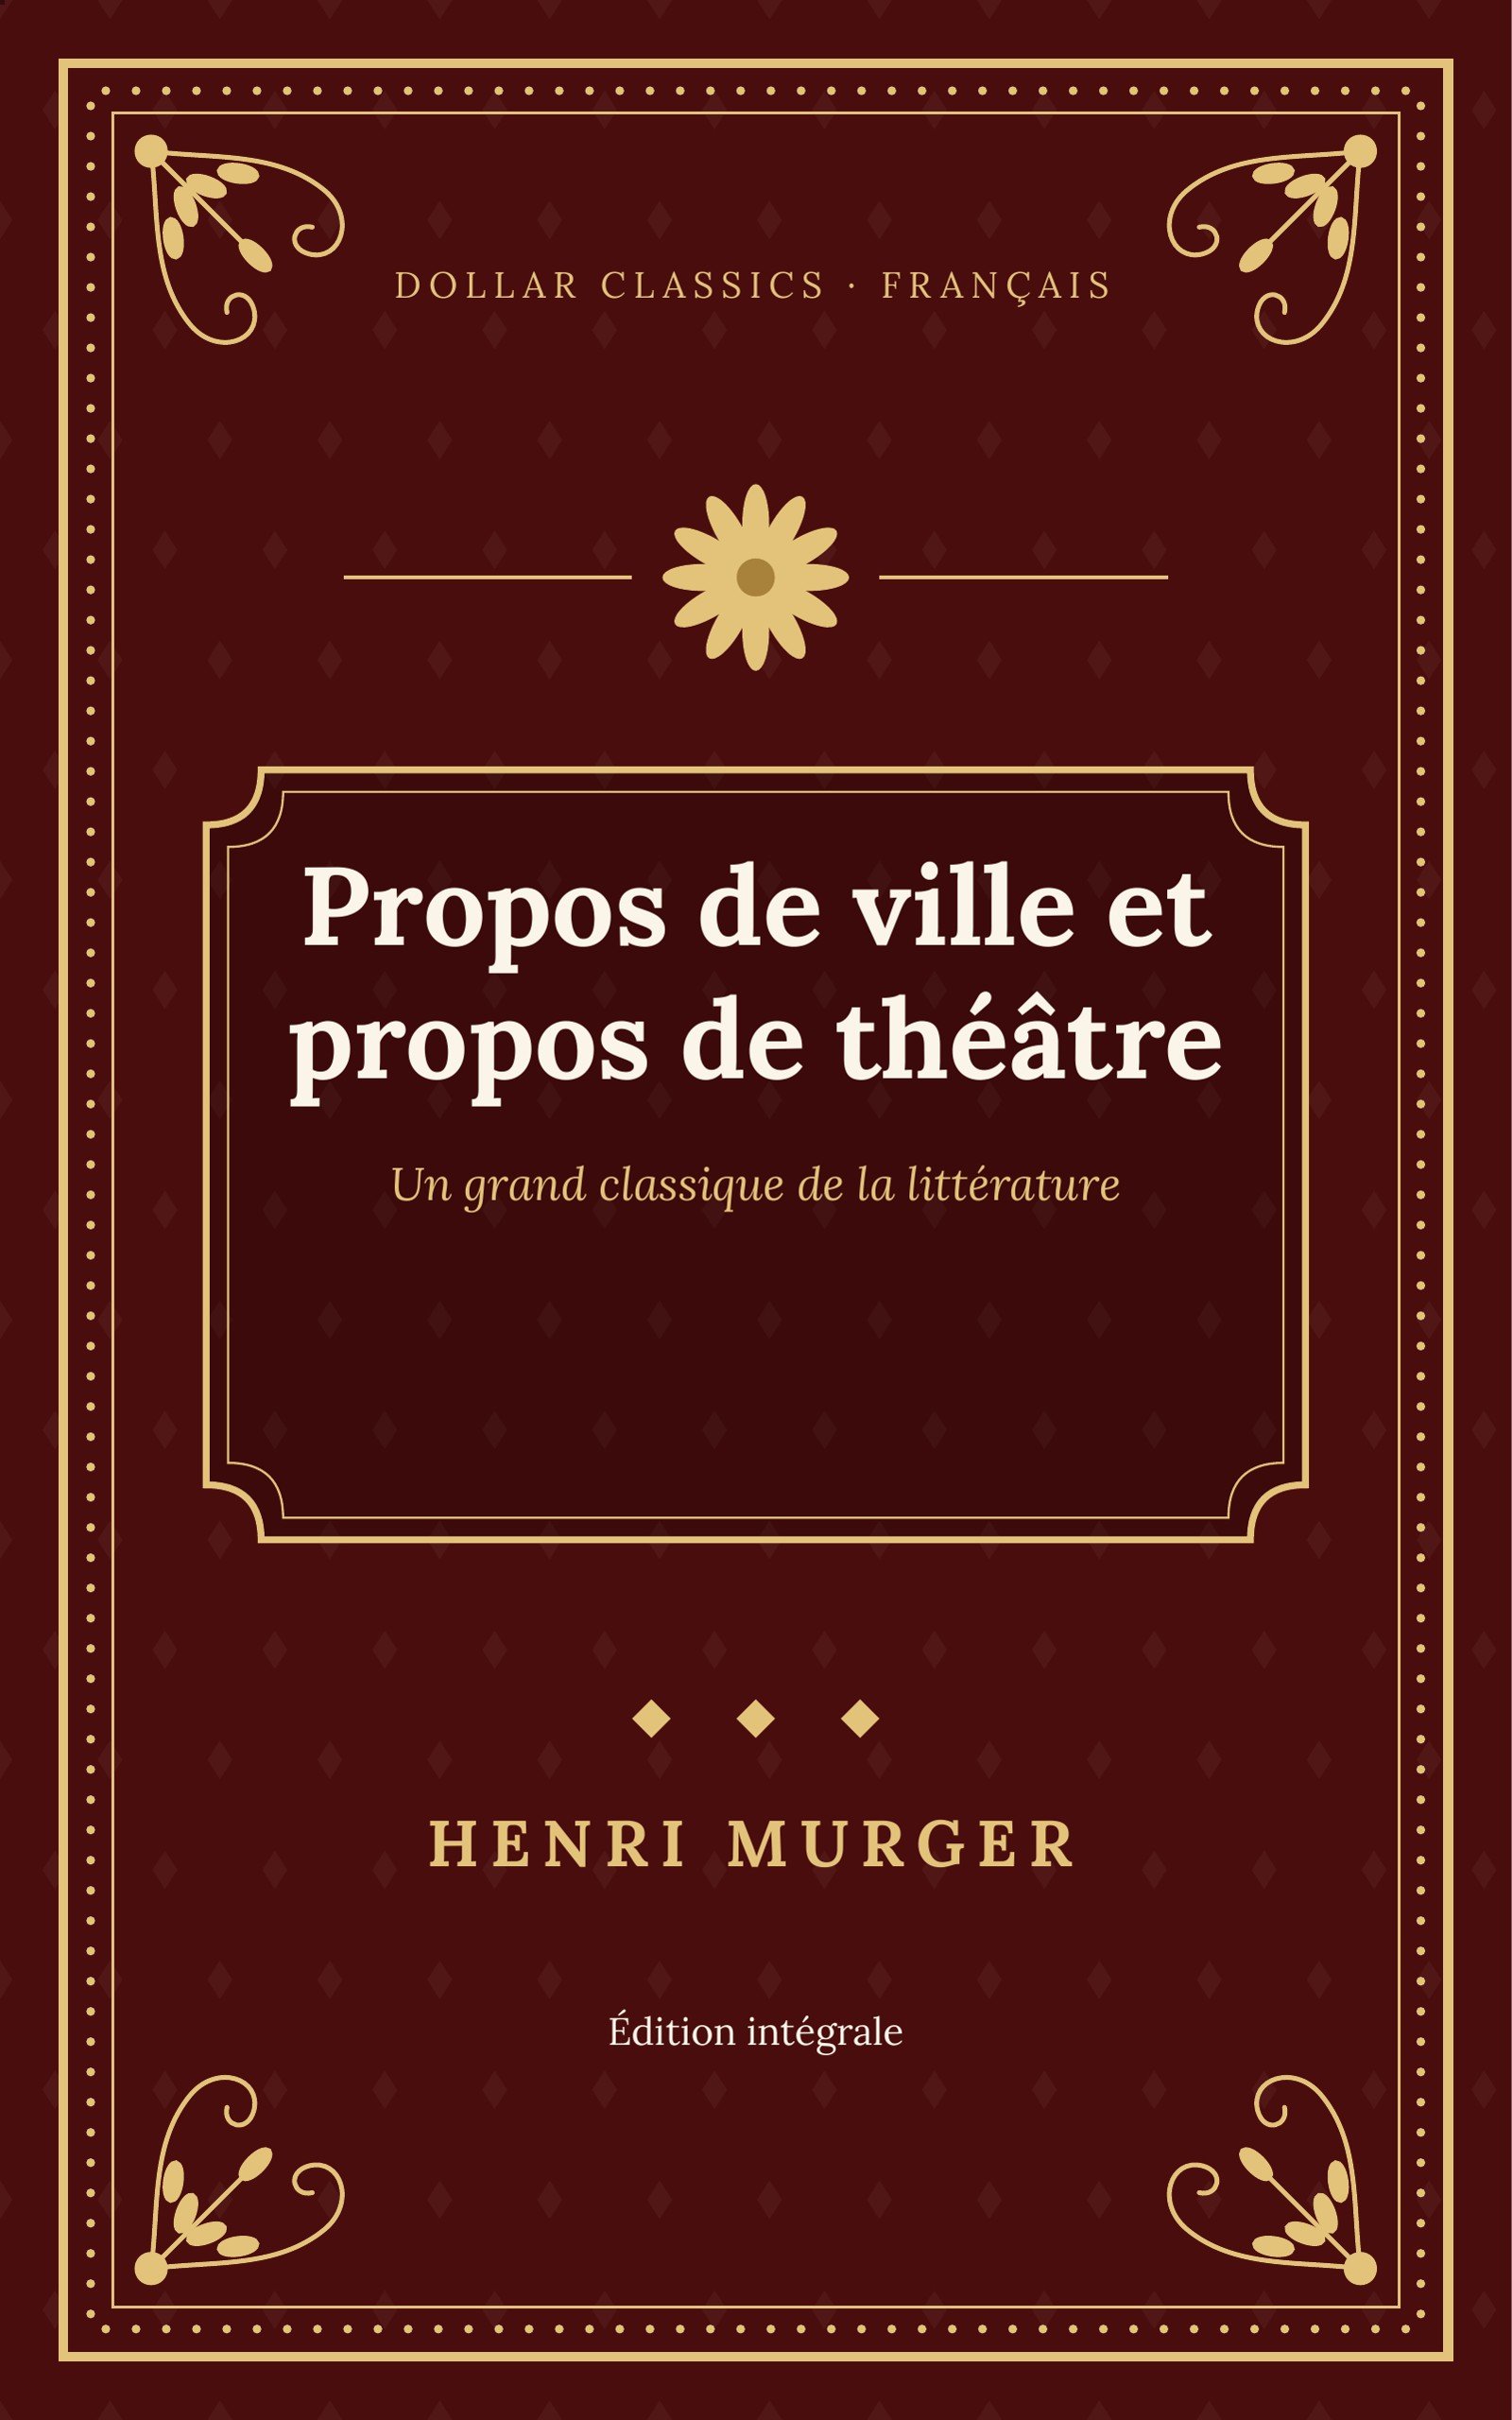 DOLLAR CLASSICS · FRANÇAIS
Propos de ville et
propos de théâtre
Un grand classique de la littérature
HENRI MURGER
Édition intégrale